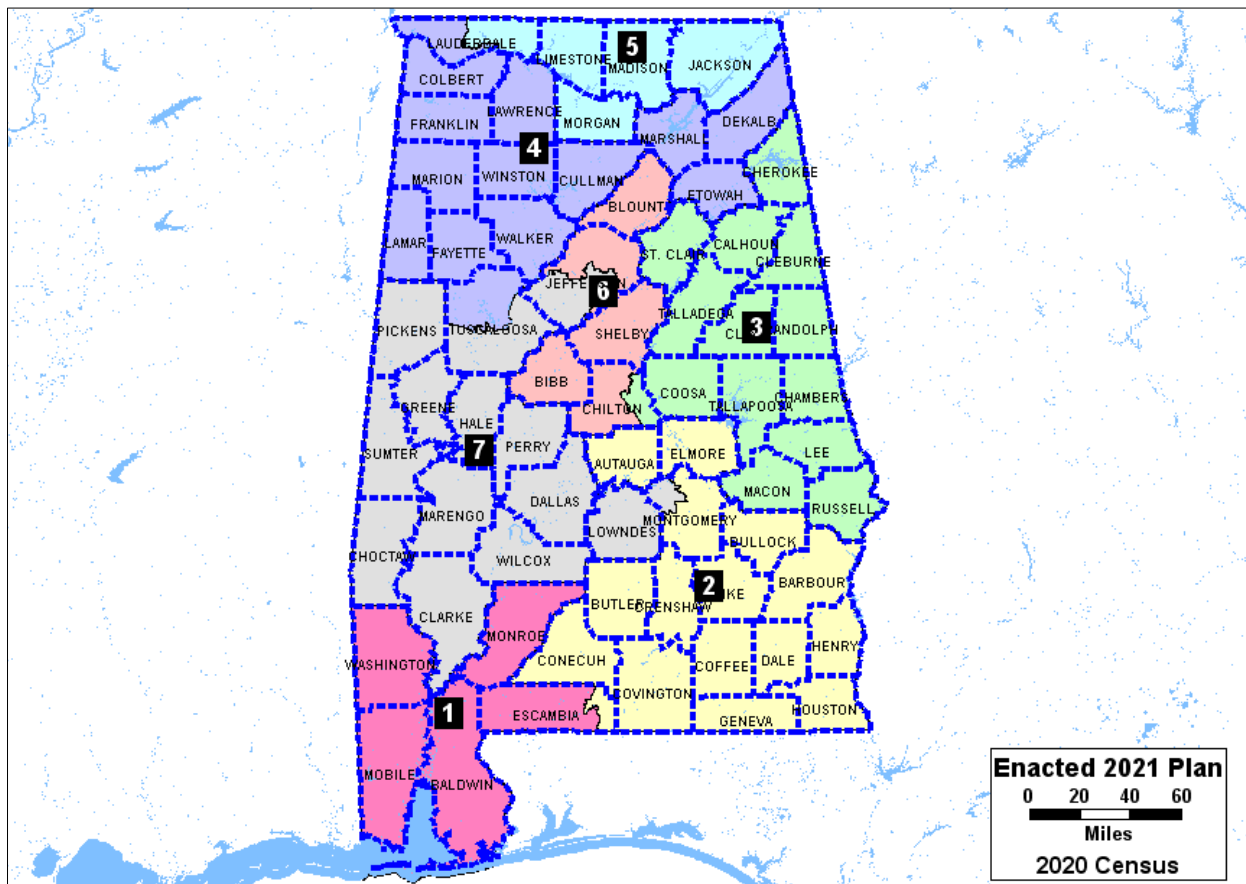 LAUDERDALE
LIMESTONE
5
MADISON
JACKSON
COLBERT
LAWRENCE
FRANKLIN
MORGAN
MARSHALL
DEKALB
4
MARION
WINSTON
CULLMAN
CHEROKEE
ETOWAH
BLOUNT
LAMAR
FAYETTE
WALKER
ST. CLAIR
CALHOUN
CLEBURNE
JEFFERSON
6
PICKENS
TUSCALOOSA
SHELBY
TALLADEGA
CLAY
3
RANDOLPH
BIBB
CHILTON
COOSA
TALLAPOOSA
CHAMBERS
GREENE
HALE
7
PERRY
SUMTER
AUTAUGA
ELMORE
LEE
MACON
RUSSELL
MARENGO
DALLAS
LOWNDES
MONTGOMERY
BULLOCK
CHOCTAW
WILCOX
2
PIKE
BARBOUR
CLARKE
BUTLER
CRENSHAW
MONROE
WASHINGTON
CONECUH
COFFEE
DALE
HENRY
COVINGTON
1
ESCAMBIA
GENEVA
HOUSTON
MOBILE
BALDWIN
Enacted 2021 Plan
0 20 40 60
Miles
2020 Census